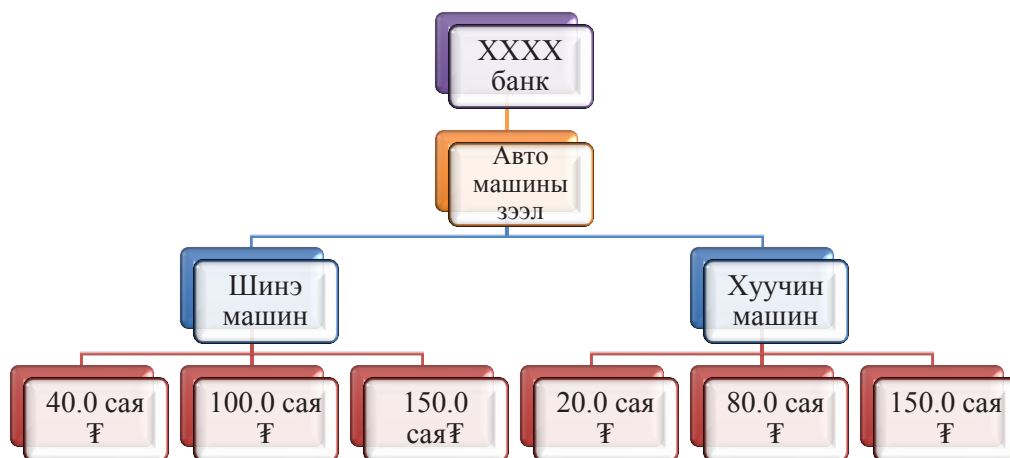 XXXX
банк
Авто
машины
зээл
Шинэ
машин
Хуучин
машин
40.0 сая
₮
100.0 сая
₮
150.0
сая₮
20.0 сая
₮
80.0 сая
₮
150.0 сая
₮